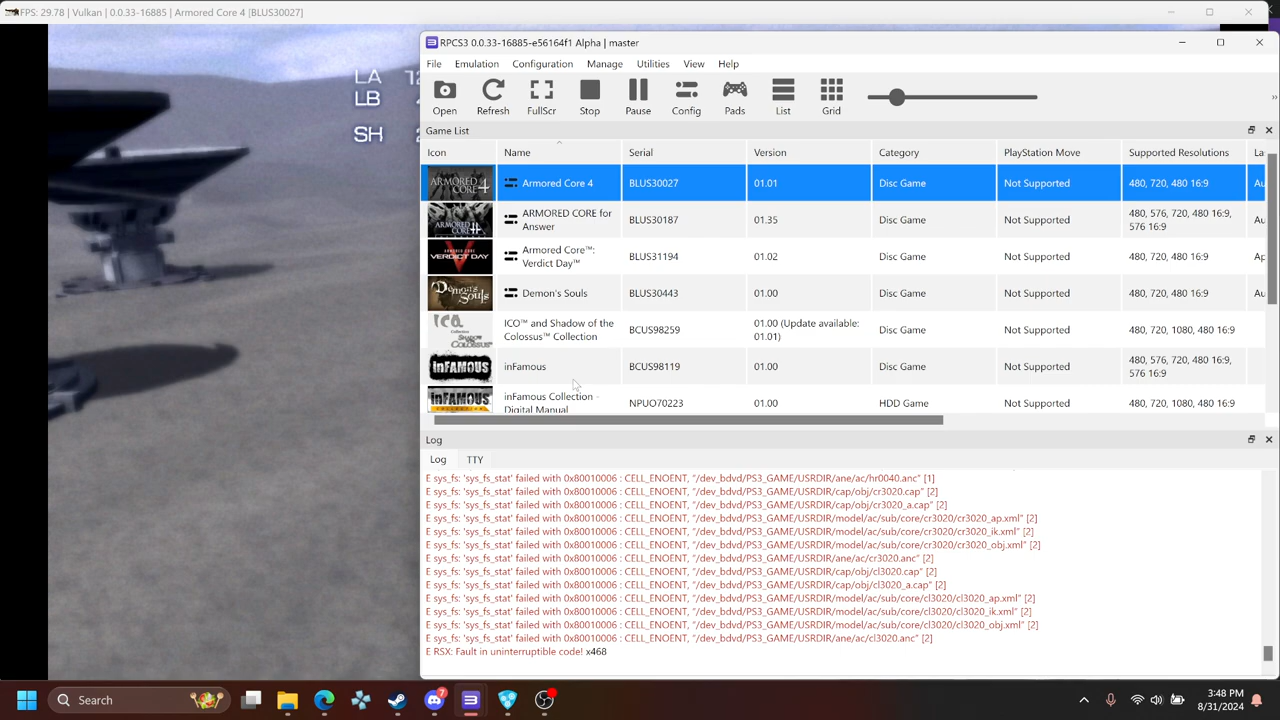 FPS: 29.78 | Vulkan | 0.0.33-16885 | Armored Core 4 [BLUS30027]
LA
LB
SH
RPCS3 0.0.33-16885-e56164f1 Alpha | master
File Emulation Configuration Manage Utilities View Help
Open Refresh FullScr Stop Pause Config Pads List Grid
Game List
Icon Name Serial Version Category PlayStation Move Supported Resolutions La
ARMORED CORE 4 Armored Core 4 BLUS30027 01.01 Disc Game Not Supported 480, 720, 480 16:9 Au
ARMORED CORE for
Answer BLUS30187 01.35 Disc Game Not Supported 480, 576, 720, 480 16:9,
576 16:9 Au
VERDICT DAY Armored Core™:
Verdict Day™ BLUS31194 01.02 Disc Game Not Supported 480, 720, 480 16:9 Ap
Demon's Souls Demon's Souls BLUS30443 01.00 Disc Game Not Supported 480, 720, 480 16:9 Au
ICO ICO™ and Shadow of the
Colossus™ Collection BCUS98259 01.00 (Update available:
01.01) Disc Game Not Supported 480, 720, 1080, 480 16:9
inFAMOUS inFamous BCUS98119 01.00 Disc Game Not Supported 480, 576, 720, 480 16:9,
576 16:9
inFAMOUS inFamous Collection -
Digital Manual NPUO70223 01.00 HDD Game Not Supported 480, 720, 1080, 480 16:9
Log
Log TTY
E sys_fs: 'sys_fs_stat' failed with 0x80010006 : CELL_ENOENT, "/dev_bdvd/PS3_GAME/USRDIR/ane/ac/hr0040.anc" [1]
E sys_fs: 'sys_fs_stat' failed with 0x80010006 : CELL_ENOENT, "/dev_bdvd/PS3_GAME/USRDIR/cap/obj/cr3020.cap" [2]
E sys_fs: 'sys_fs_stat' failed with 0x80010006 : CELL_ENOENT, "/dev_bdvd/PS3_GAME/USRDIR/cap/obj/cr3020_a.cap" [2]
E sys_fs: 'sys_fs_stat' failed with 0x80010006 : CELL_ENOENT, "/dev_bdvd/PS3_GAME/USRDIR/model/ac/sub/core/cr3020/cr3020_ap.xml" [2]
E sys_fs: 'sys_fs_stat' failed with 0x80010006 : CELL_ENOENT, "/dev_bdvd/PS3_GAME/USRDIR/model/ac/sub/core/cr3020/cr3020_ik.xml" [2]
E sys_fs: 'sys_fs_stat' failed with 0x80010006 : CELL_ENOENT, "/dev_bdvd/PS3_GAME/USRDIR/model/ac/sub/core/cr3020/cr3020_obj.xml" [2]
E sys_fs: 'sys_fs_stat' failed with 0x80010006 : CELL_ENOENT, "/dev_bdvd/PS3_GAME/USRDIR/ane/ac/cr3020.anc" [2]
E sys_fs: 'sys_fs_stat' failed with 0x80010006 : CELL_ENOENT, "/dev_bdvd/PS3_GAME/USRDIR/cap/obj/cl3020.cap" [2]
E sys_fs: 'sys_fs_stat' failed with 0x80010006 : CELL_ENOENT, "/dev_bdvd/PS3_GAME/USRDIR/cap/obj/cl3020_a.cap" [2]
E sys_fs: 'sys_fs_stat' failed with 0x80010006 : CELL_ENOENT, "/dev_bdvd/PS3_GAME/USRDIR/model/ac/sub/core/cl3020/cl3020_ap.xml" [2]
E sys_fs: 'sys_fs_stat' failed with 0x80010006 : CELL_ENOENT, "/dev_bdvd/PS3_GAME/USRDIR/model/ac/sub/core/cl3020/cl3020_ik.xml" [2]
E sys_fs: 'sys_fs_stat' failed with 0x80010006 : CELL_ENOENT, "/dev_bdvd/PS3_GAME/USRDIR/model/ac/sub/core/cl3020/cl3020_obj.xml" [2]
E sys_fs: 'sys_fs_stat' failed with 0x80010006 : CELL_ENOENT, "/dev_bdvd/PS3_GAME/USRDIR/ane/ac/cl3020.anc" [2]
E RSX: Fault in uninterruptible code! x468
Search
7
3:48 PM
8/31/2024